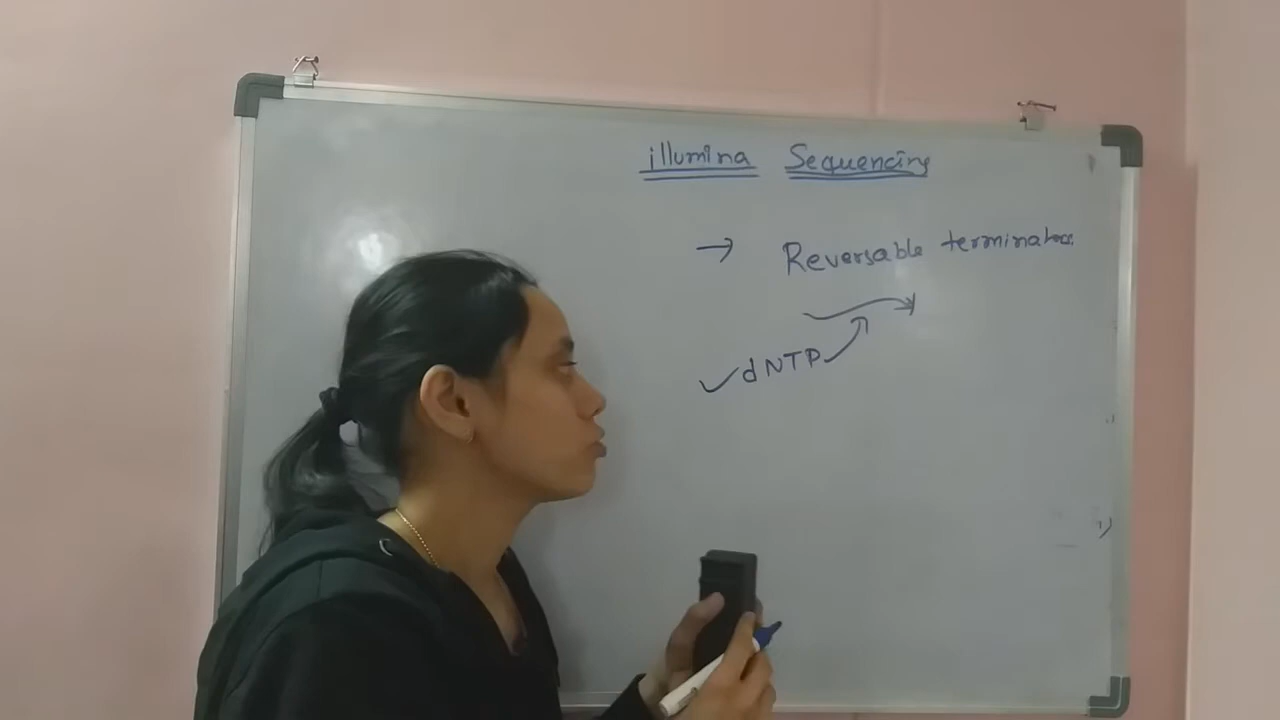 illumina Sequencing
→ Reversable terminator
✓dNTP